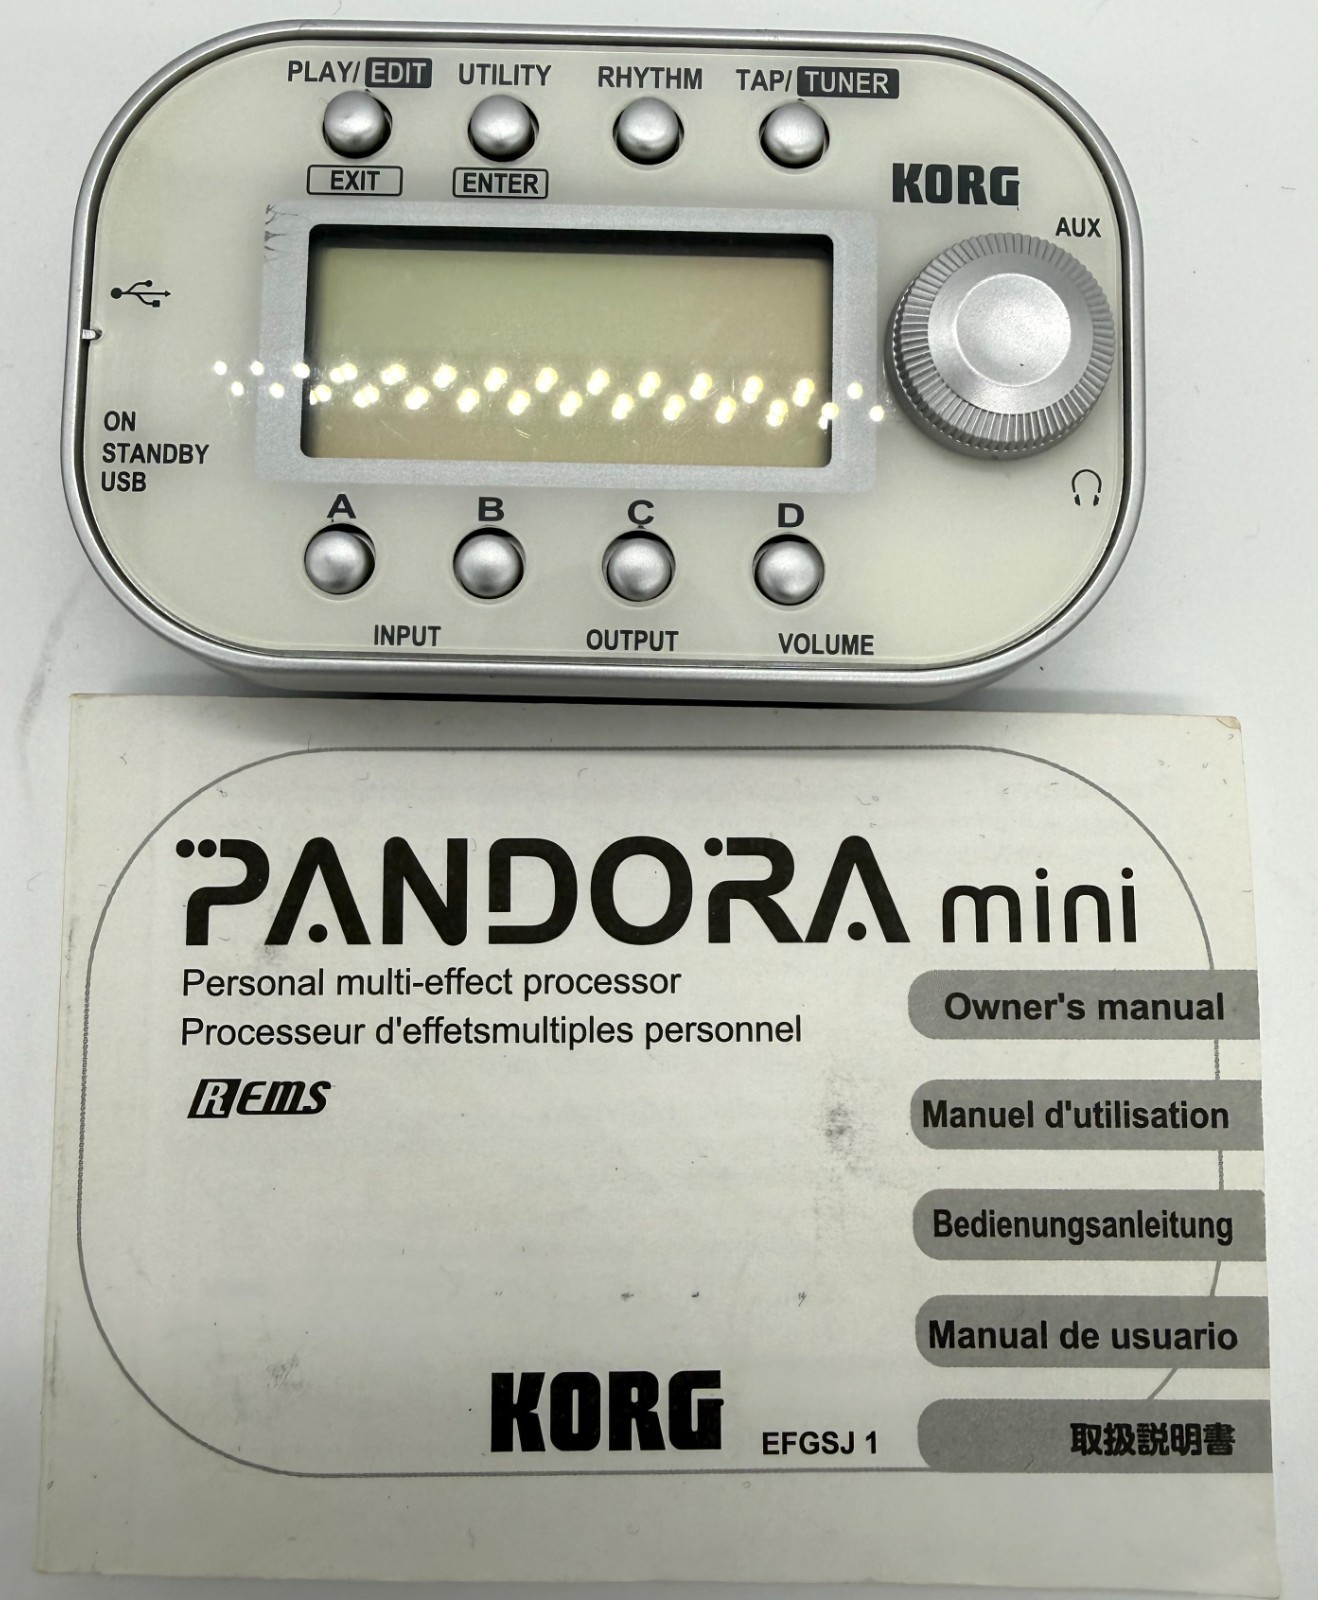 PLAY/ EDIT UTILITY RHYTHM TAP/ TUNER
EXIT ENTER
KORG
AUX
ON
STANDBY
USB
A B C D
INPUT OUTPUT VOLUME
PANDORA mini
Personal multi-effect processor
Processeur d'effetsmultiples personnel
REMS
Owner's manual
Manuel d'utilisation
Bedienungsanleitung
Manual de usuario
取扱説明書
KORG EFGSJ 1